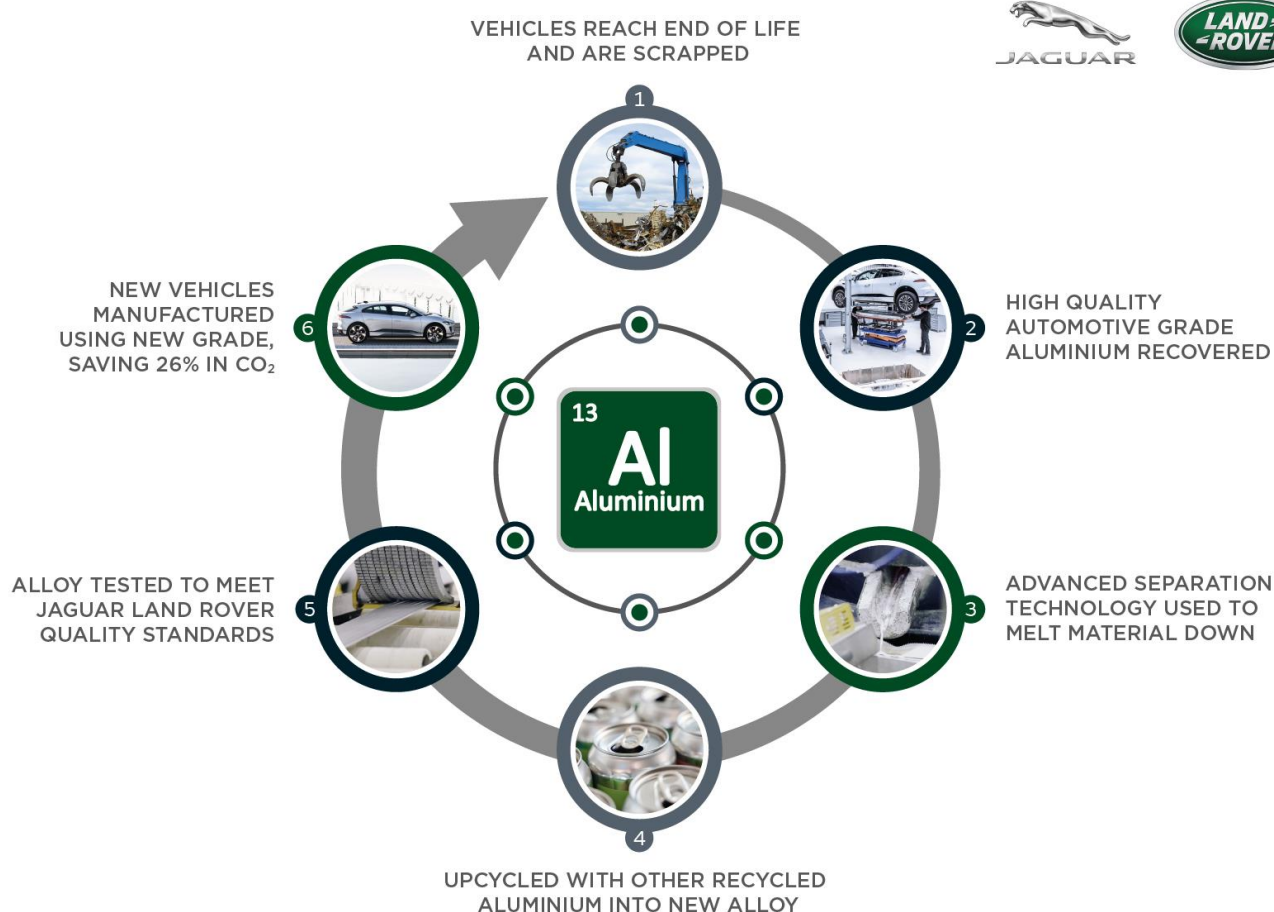 VEHICLES REACH END OF LIFE
AND ARE SCRAPPED
JAGUAR
LAND-
-ROVER
1
2
HIGH QUALITY
AUTOMOTIVE GRADE
ALUMINIUM RECOVERED
3
ADVANCED SEPARATION
TECHNOLOGY USED TO
MELT MATERIAL DOWN
4
UPCYCLED WITH OTHER RECYCLED
ALUMINIUM INTO NEW ALLOY
5
ALLOY TESTED TO MEET
JAGUAR LAND ROVER
QUALITY STANDARDS
6
NEW VEHICLES
MANUFACTURED
USING NEW GRADE,
SAVING 26% IN CO₂
13
Al
Aluminium